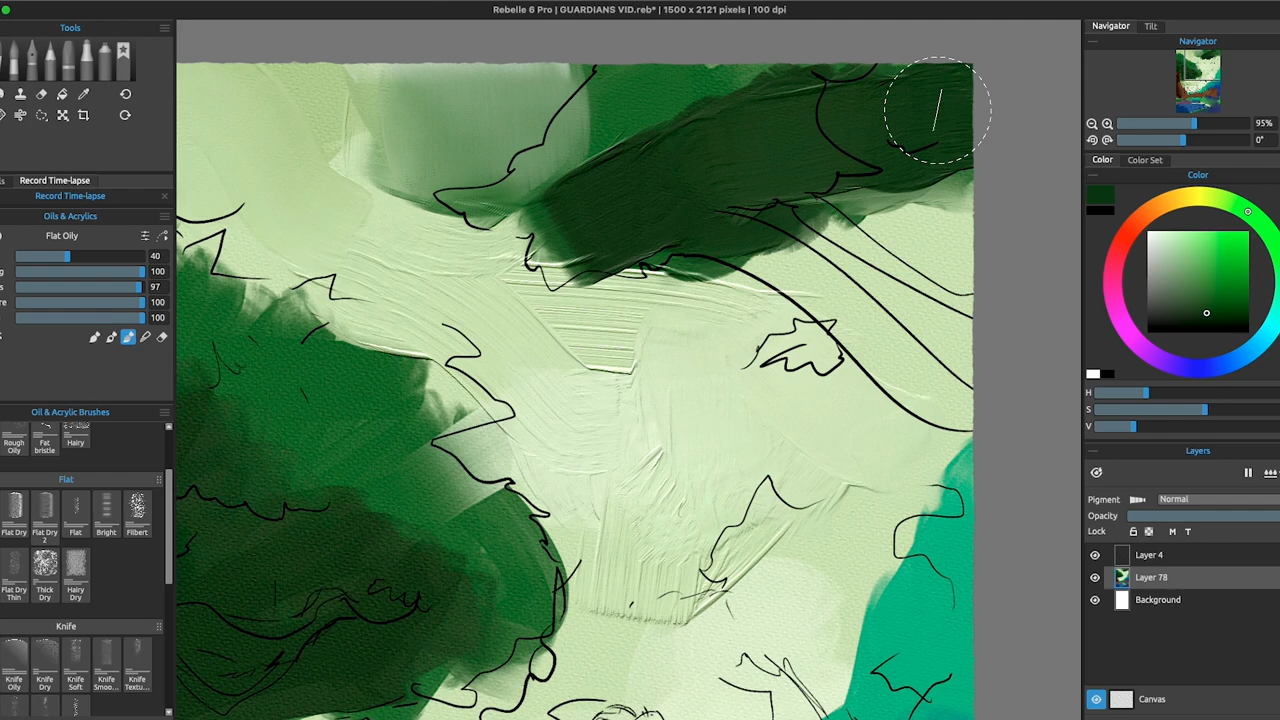 Rebelle 6 Pro | GUARDIANS VID.reb* | 1500 x 2121 pixels | 100 dpi
Tools
Record Time-lapse
Record Time-lapse
Oils & Acrylics
Flat Oily
40
100
97
100
100
Oil & Acrylic Brushes
Rough Oily
Fat bristle
Hairy
Flat
Flat Dry
Flat Dry 2
Flat
Bright
Filbert
Flat Dry Thin
Thick Dry
Hairy Dry
Knife
Knife Oily
Knife Dry
Knife Soft
Knife Smoo...
Knife Textu...
Navigator
Tilt
Navigator
95%
0°
Color
Color Set
Color
H
S
V
Layers
Pigment
Normal
Opacity
Lock
M
T
Layer 4
Layer 78
Background
Canvas